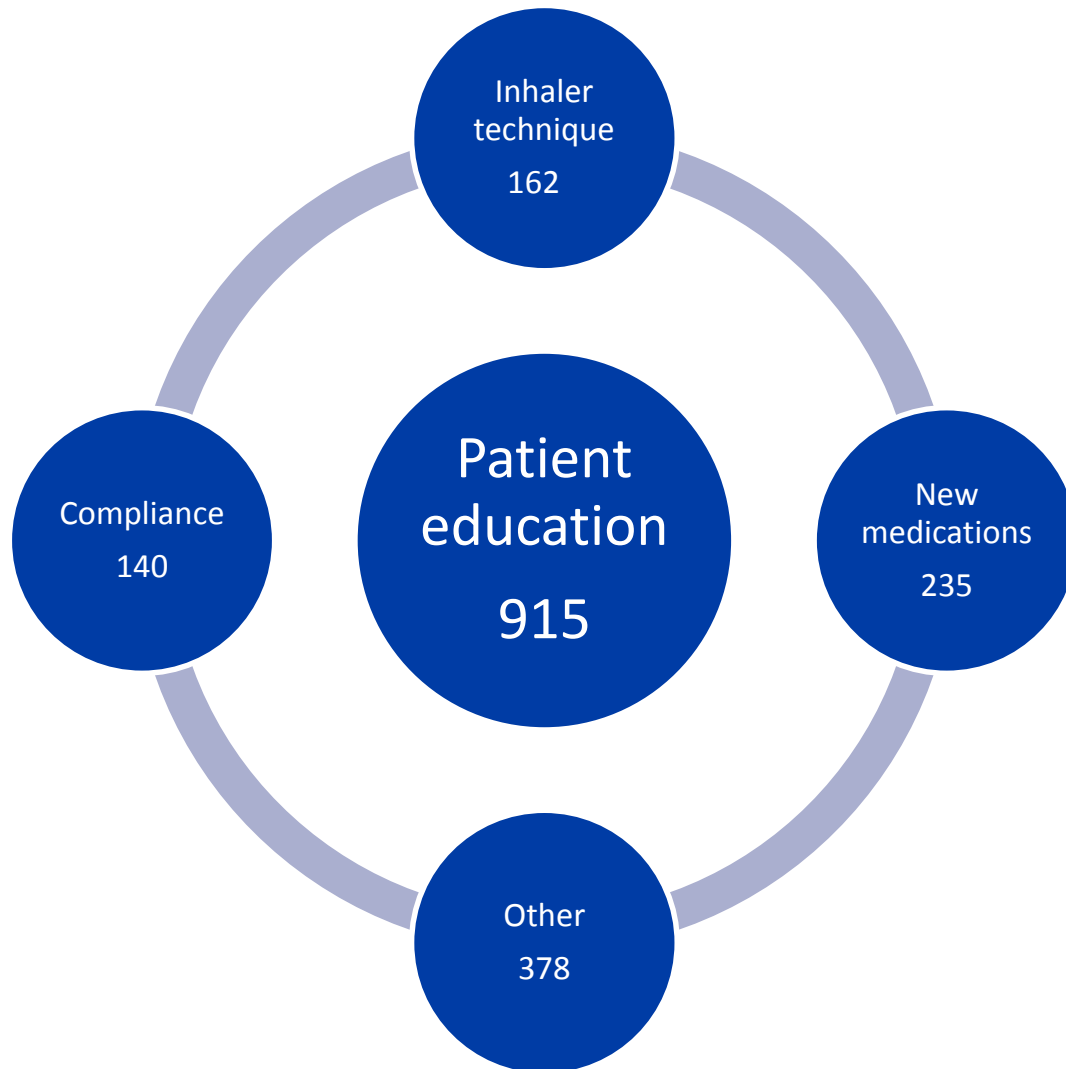 Inhaler
technique
162
Compliance
140
Patient
education
915
New
medications
235
Other
378